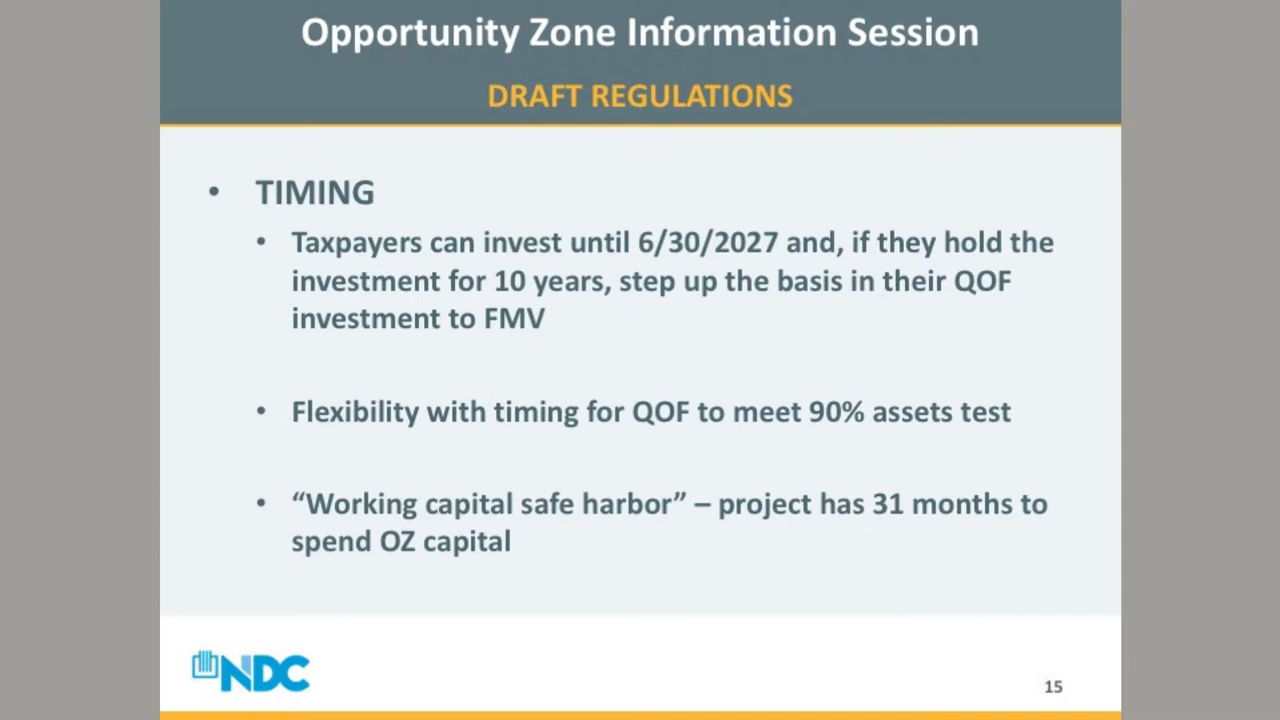 Opportunity Zone Information Session
DRAFT REGULATIONS
• TIMING
• Taxpayers can invest until 6/30/2027 and, if they hold the
investment for 10 years, step up the basis in their QOF
investment to FMV
• Flexibility with timing for QOF to meet 90% assets test
• “Working capital safe harbor” – project has 31 months to
spend OZ capital
NDC
15